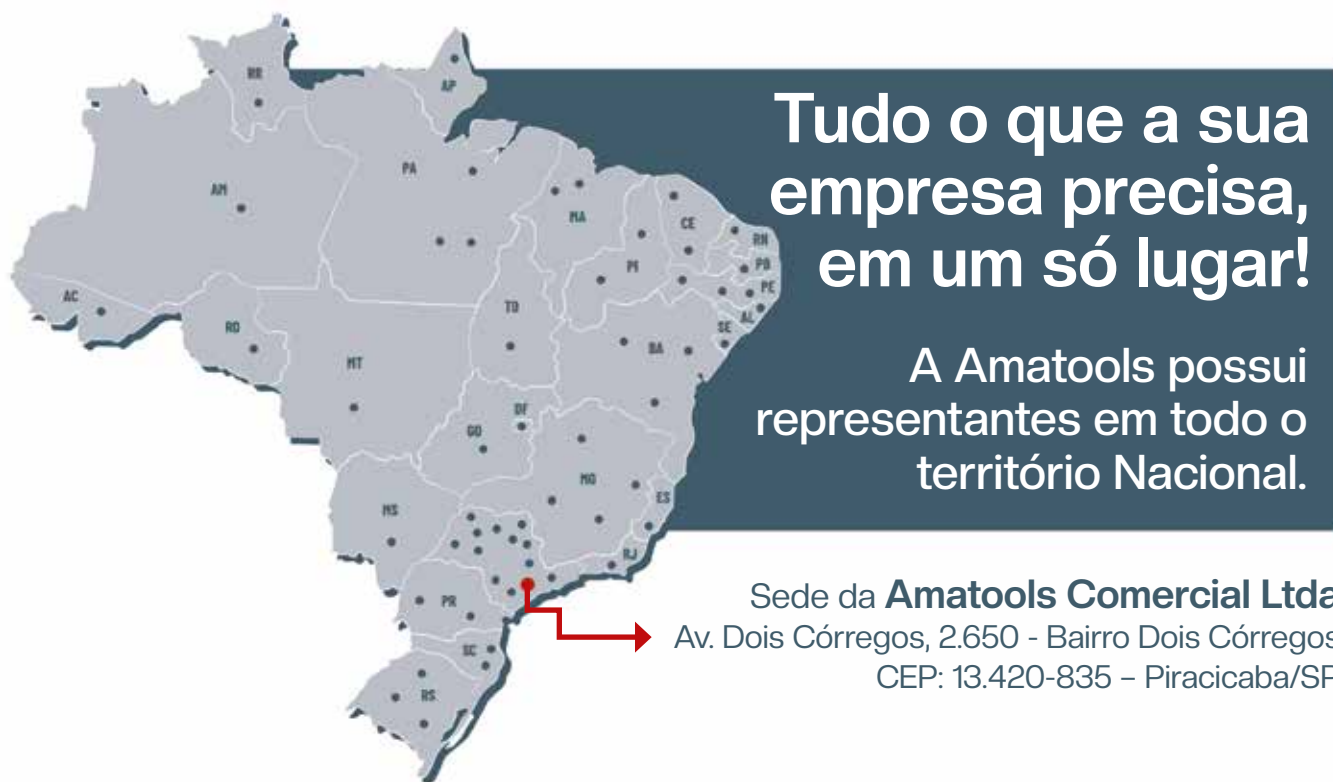 RR
AP
Tudo o que a sua
empresa precisa,
em um só lugar!
A Amatools possui
representantes em todo o
território Nacional.
AM
PA
MA
CE
RN
PB
PE
AL
SE
PI
AC
RO
TO
BA
MT
DF
GO
MG
ES
MS
RJ
PR
SC
RS
Sede da Amatools Comercial Ltda
Av. Dois Córregos, 2.650 - Bairro Dois Córregos
CEP: 13.420-835 – Piracicaba/SP